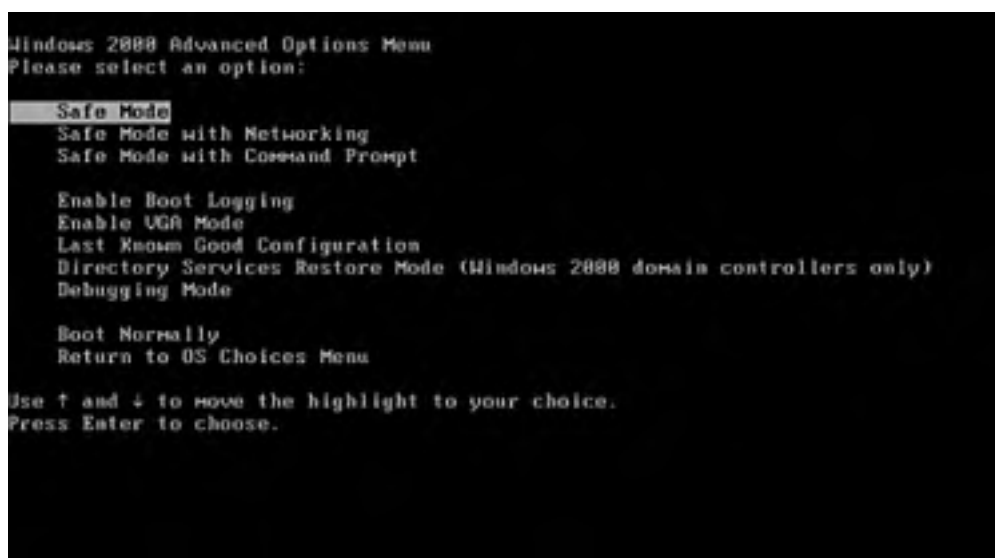 Windows 2000 Advanced Options Menu
Please select an option:
Safe Mode
Safe Mode with Networking
Safe Mode with Command Prompt
Enable Boot Logging
Enable VGA Mode
Last Known Good Configuration
Directory Services Restore Mode (Windows 2000 domain controllers only)
Debugging Mode
Boot Normally
Return to OS Choices Menu
Use ↑ and ↓ to move the highlight to your choice.
Press Enter to choose.